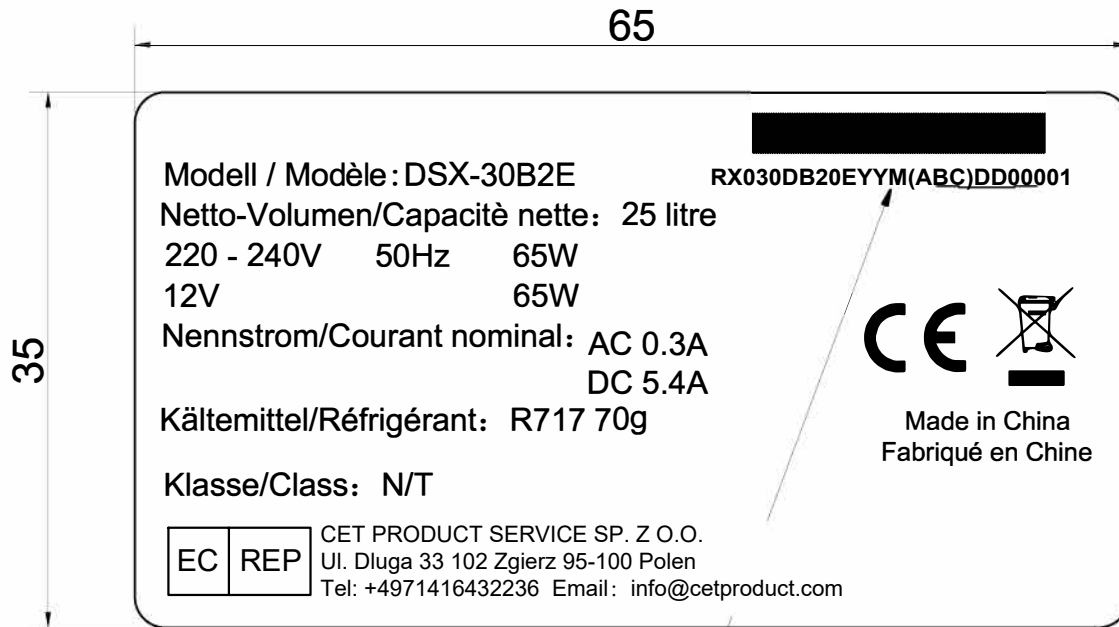 65
35
RX030DB20EYYM(ABC)DD00001
Modell / Modèle:DSX-30B2E
Netto-Volumen/Capacitè nette: 25 litre
220 - 240V 50Hz 65W
12V 65W
Nennstrom/Courant nominal: AC 0.3A
DC 5.4A
Kältemittel/Réfrigérant: R717 70g
Klasse/Class: N/T
CE
Made in China
Fabriqué en Chine
EC REP
CET PRODUCT SERVICE SP. Z O.O.
Ul. Dluga 33 102 Zgierz 95-100 Polen
Tel: +4971416432236 Email: info@cetproduct.com